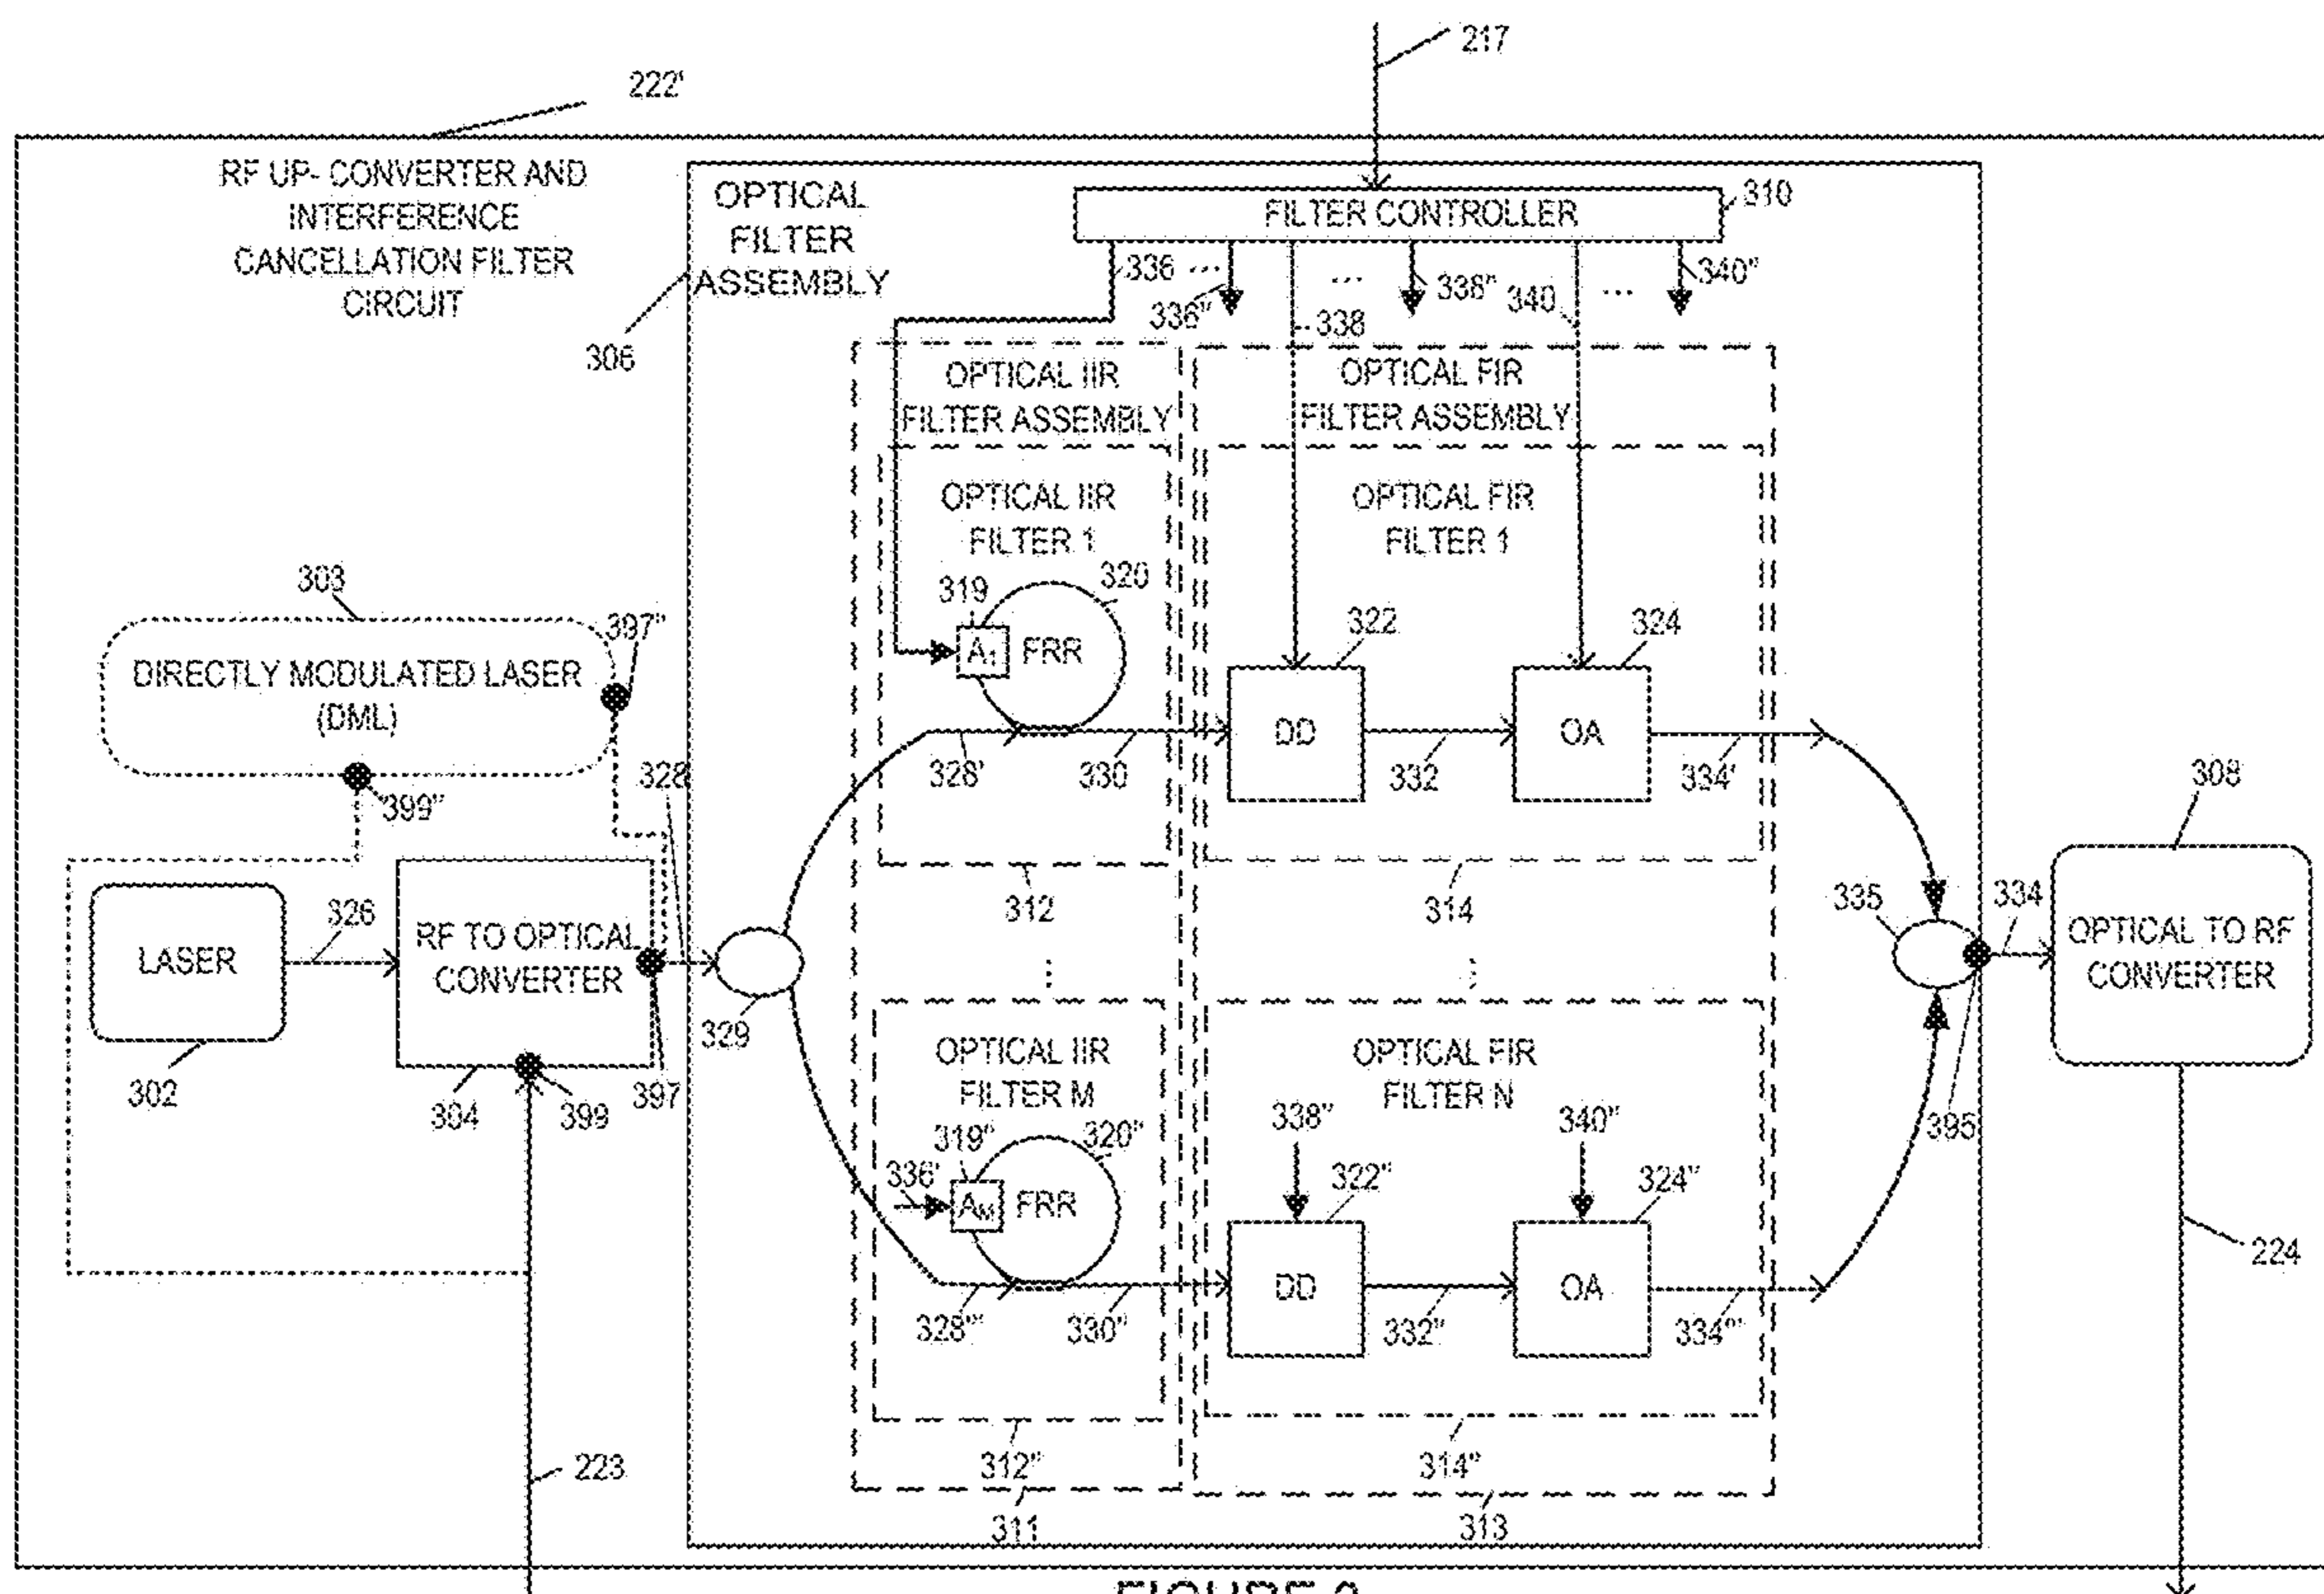 217
222'
RF UP- CONVERTER AND
INTERFERENCE
CANCELLATION FILTER
CIRCUIT
OPTICAL
FILTER
ASSEMBLY
310
FILTER CONTROLLER
336
...
336"
338
...
338"
340
...
340"
306
OPTICAL IIR
FILTER ASSEMBLY
OPTICAL FIR
FILTER ASSEMBLY
OPTICAL IIR
FILTER 1
OPTICAL FIR
FILTER 1
303
319
320
397"
322
324
A1
FRR
DIRECTLY MODULATED LASER
(DML)
DD
OA
328
328'
330
332
334'
308
399"
326
312
314
335
334
LASER
RF TO OPTICAL
CONVERTER
OPTICAL TO RF
CONVERTER
329
302
304
399
397
OPTICAL IIR
FILTER M
OPTICAL FIR
FILTER N
395
319"
320"
338"
340"
336'
322"
324"
AM
FRR
224
DD
OA
328'"
330"
332"
334'"
223
312"
314"
311
313